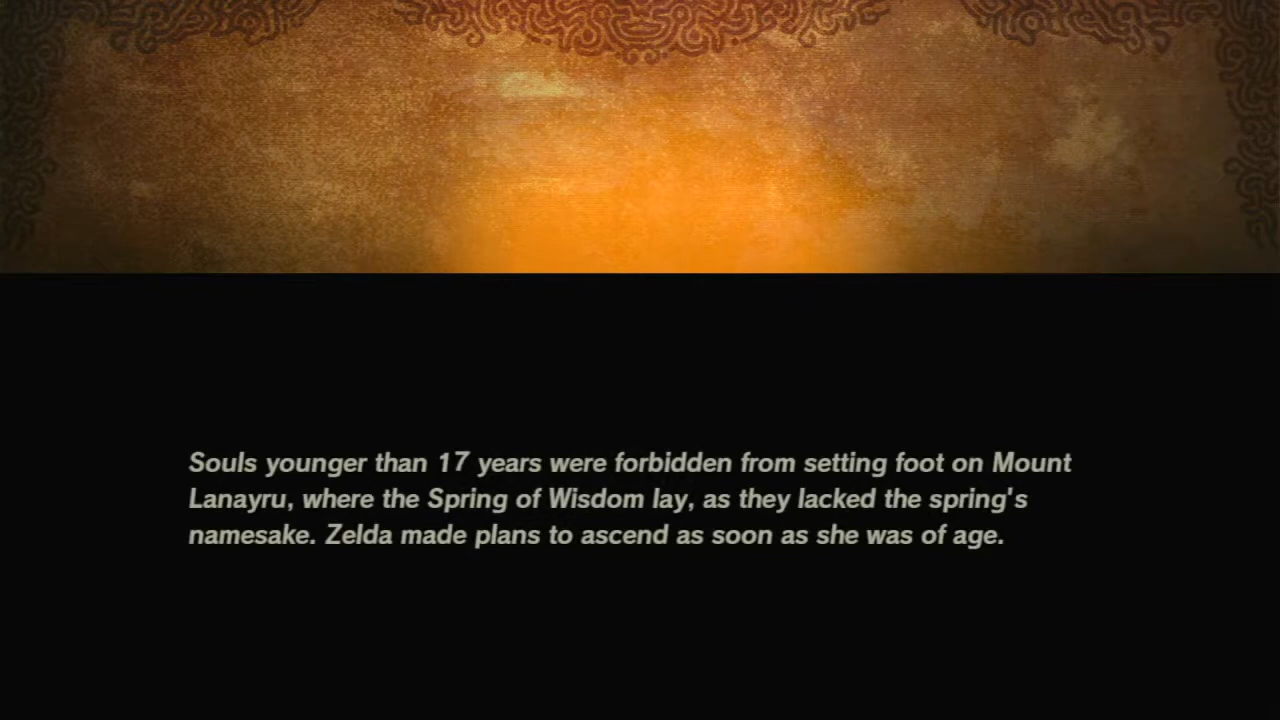 Souls younger than 17 years were forbidden from setting foot on Mount
Lanayru, where the Spring of Wisdom lay, as they lacked the spring's
namesake. Zelda made plans to ascend as soon as she was of age.